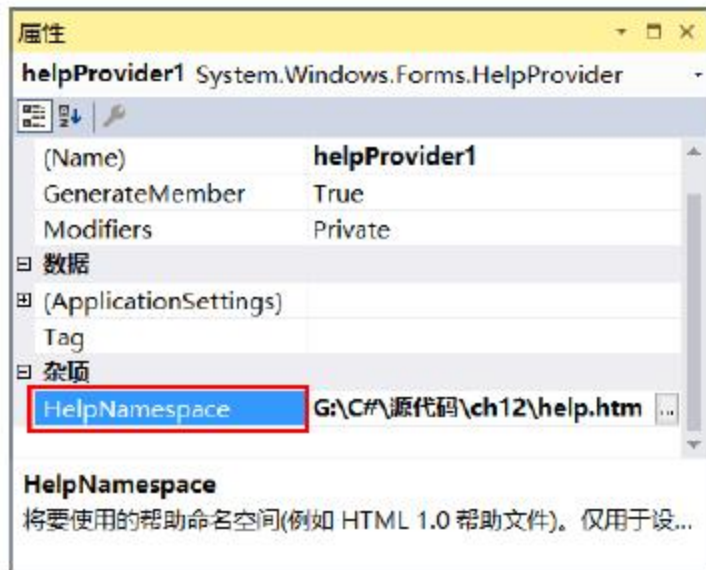 属性
helpProvider1 System.Windows.Forms.HelpProvider
(Name) helpProvider1
GenerateMember True
Modifiers Private
数据
(ApplicationSettings)
Tag
杂项
HelpNamespace G:\C#\源代码\ch12\help.htm ...
HelpNamespace
将要使用的帮助命名空间(例如 HTML 1.0 帮助文件)。仅用于设...